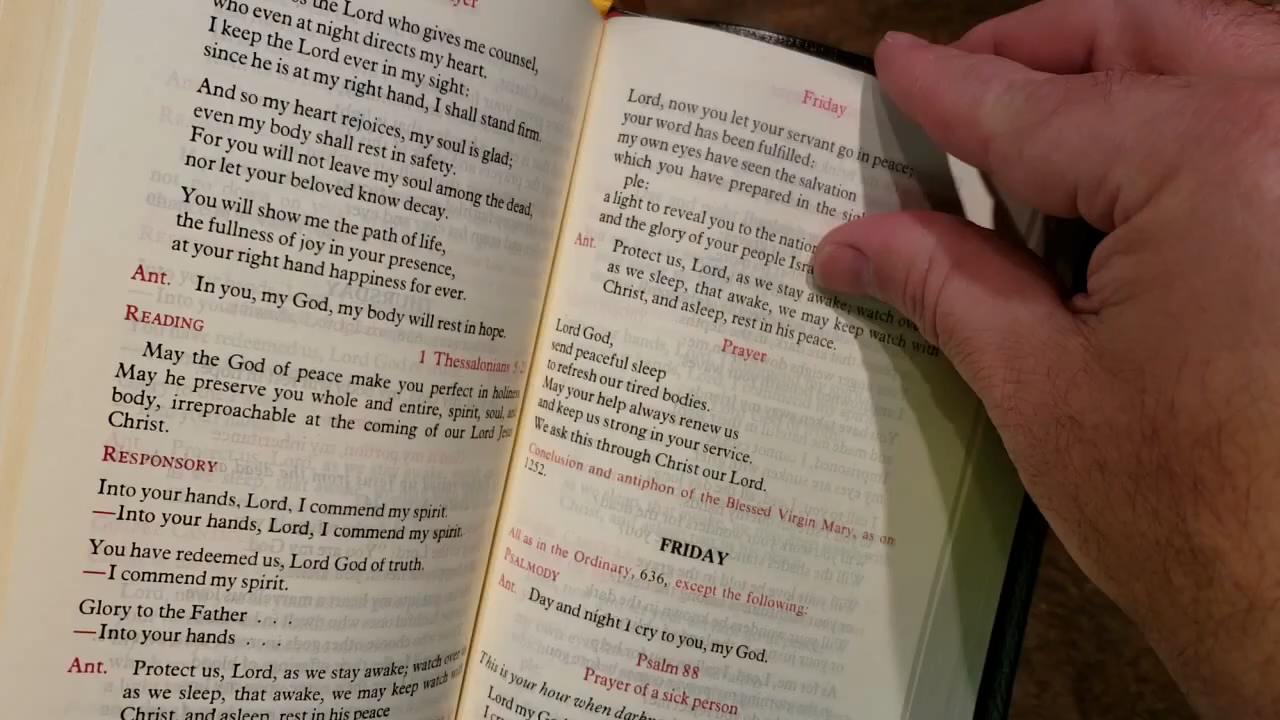 the Lord who gives me counsel,
who even at night directs my heart.
I keep the Lord ever in my sight;
since he is at my right hand, I shall stand firm.
And so my heart rejoices, my soul is glad;
even my body shall rest in safety.
For you will not leave my soul among the dead,
nor let your beloved know decay.
You will show me the path of life,
the fullness of joy in your presence,
at your right hand happiness for ever.
Ant. In you, my God, my body will rest in hope.
READING
1 Thessalonians
May the God of peace make you perfect in holiness.
May he preserve you whole and entire, spirit, soul,
body, irreproachable at the coming of our Lord
Christ.
RESPONSORY
Into your hands, Lord, I commend my spirit.
—Into your hands, Lord, I commend my spirit.
You have redeemed us, Lord God of truth.
—I commend my spirit.
Glory to the Father . . .
—Into your hands . . .
Ant. Protect us, Lord, as we stay awake; watch over
as we sleep, that awake, we may keep watch
Christ, and asleep, rest in his peace
Friday
Lord, now you let your servant go in peace;
your word has been fulfilled:
my own eyes have seen the salvation
which you have prepared in the
ple:
a light to reveal you to the
and the glory of your people
Ant. Protect us, Lord, as we stay awake; watch
as we sleep, that awake, we may keep watch with
Christ, and asleep, rest in his peace.
Prayer
Lord God,
send peaceful sleep
to refresh our tired bodies.
May your help always renew us
and keep us strong in your service.
We ask this through Christ our Lord.
Conclusion and antiphon of the Blessed Virgin Mary, as on
1252.
FRIDAY
All as in the Ordinary, 636, except the following:
PSALMODY
Ant. Day and night I cry to you, my God.
Psalm 88
Prayer of a sick person
This is your hour when
Lord my